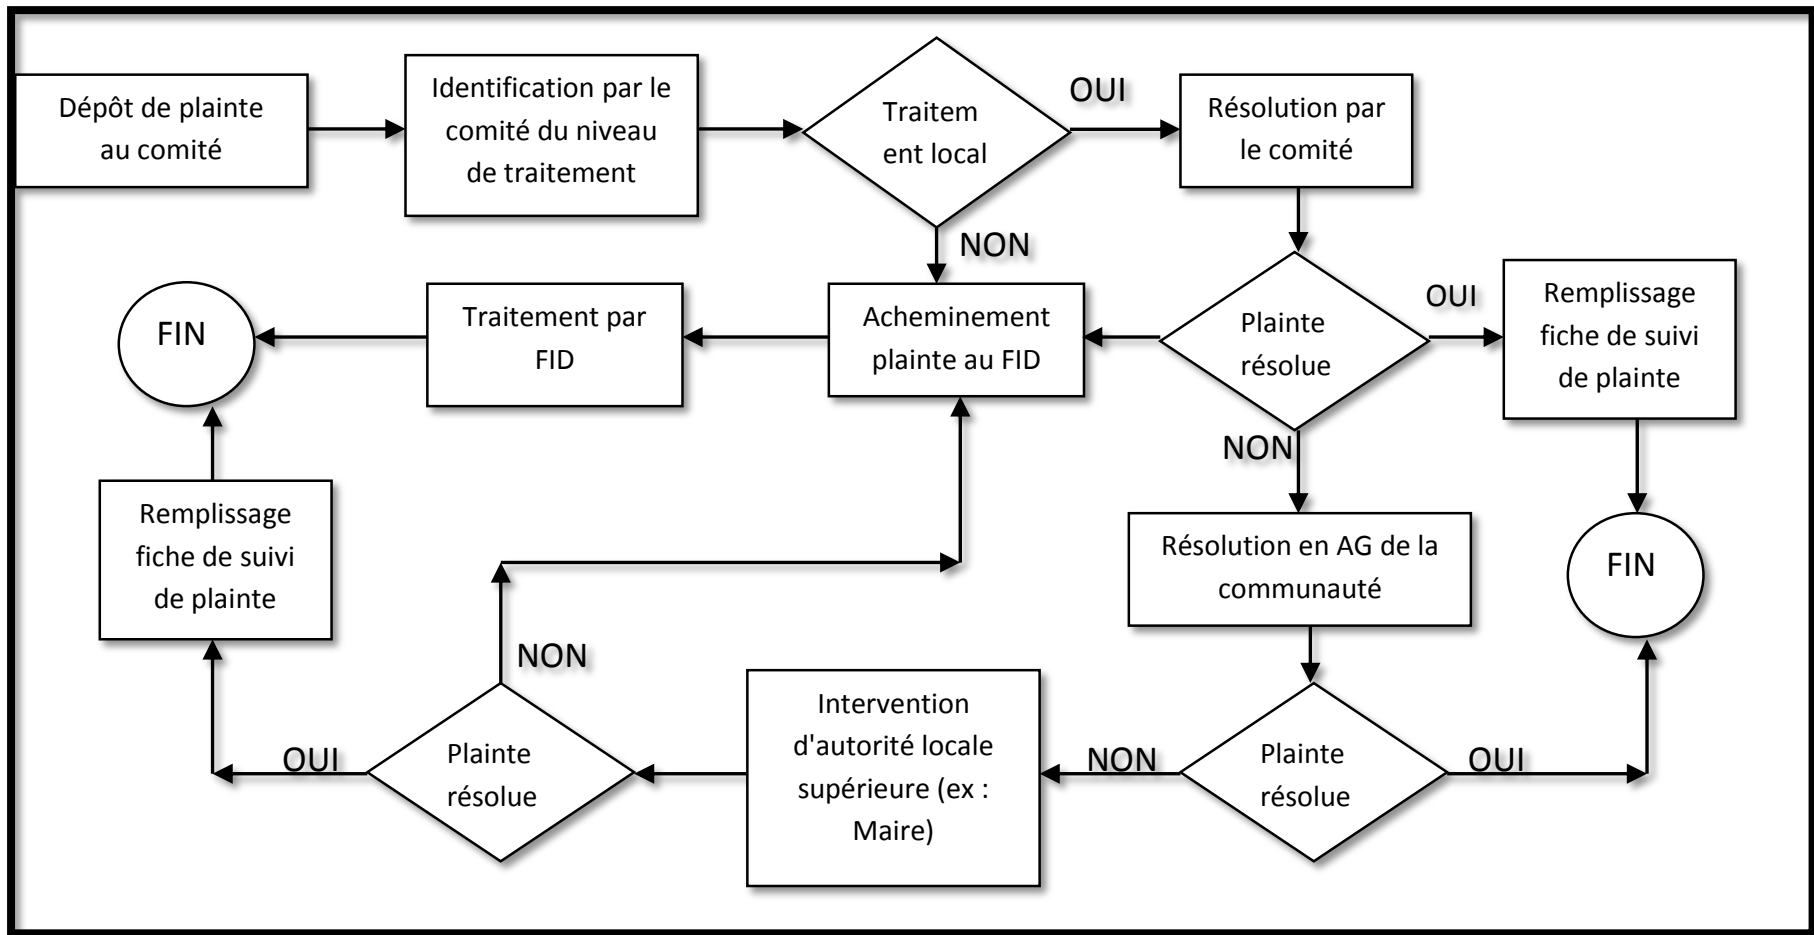 Dépôt de plainte
au comité
Identification par le
comité du niveau
de traitement
Traitem
ent local
OUI
Résolution par
le comité
NON
FIN
Traitement par
FID
Acheminement
plainte au FID
Plainte
résolue
OUI
Remplissage
fiche de suivi
de plainte
NON
Remplissage
fiche de suivi
de plainte
Résolution en AG de la
communauté
FIN
NON
OUI
Plainte
résolue
Intervention
d'autorité locale
supérieure (ex :
Maire)
NON
Plainte
résolue
OUI